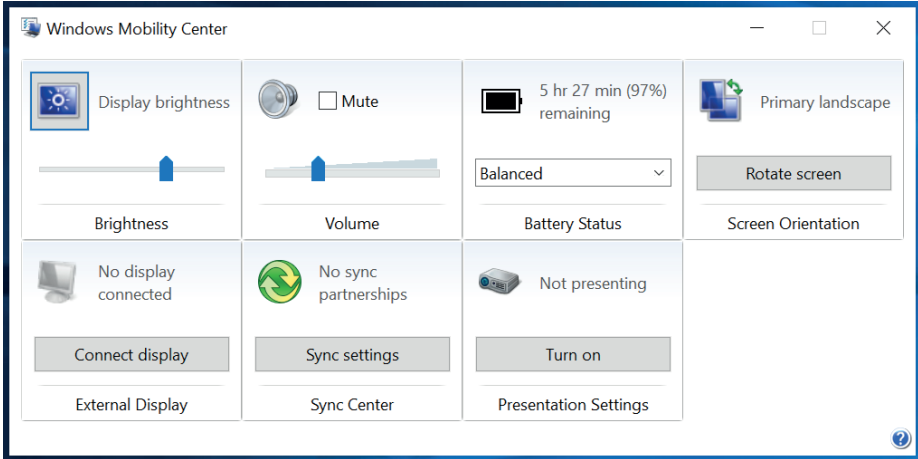 Windows Mobility Center
Display brightness
Brightness
Mute
Volume
5 hr 27 min (97%)
remaining
Balanced
Battery Status
Primary landscape
Rotate screen
Screen Orientation
No display
connected
Connect display
External Display
No sync
partnerships
Sync settings
Sync Center
Not presenting
Turn on
Presentation Settings
?